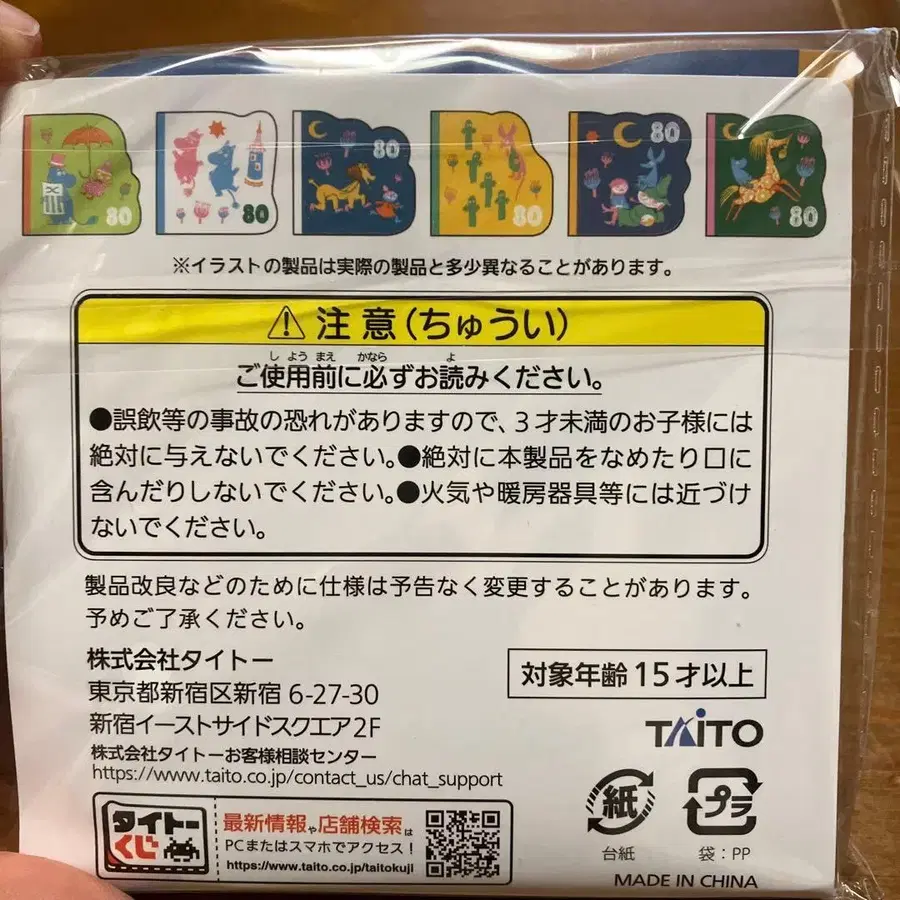 80 80 80 80 80 80
※イラストの製品は実際の製品と多少異なることがあります。
注意(ちゅうい)
しようまえ かなら よ
ご使用前に必ずお読みください。
●誤飲等の事故の恐れがありますので、3才未満のお子様には
絶対に与えないでください。●絶対に本製品をなめたり口に
含んだりしないでください。●火気や暖房器具等には近づけ
ないでください。
製品改良などのために仕様は予告なく変更することがあります。
予めご了承ください。
株式会社タイトー
東京都新宿区新宿 6-27-30
新宿イーストサイドスクエア2F
株式会社タイトーお客様相談センター
https://www.taito.co.jp/contact_us/chat_support
対象年齢 15才以上
TAITO
紙
プラ
台紙
袋:PP
タイトー
くじ
最新情報や店舗検索は
PCまたはスマホでアクセス!
https://www.taito.co.jp/taitokuji
MADE IN CHINA